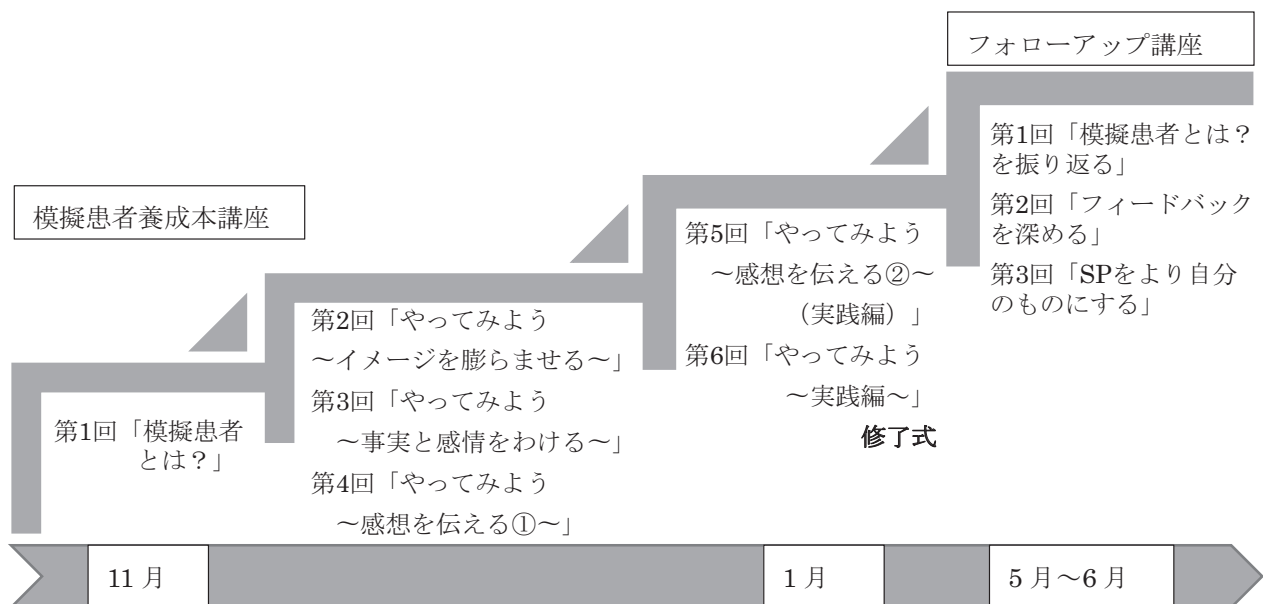 フォローアップ講座
第1回「模擬患者とは?
を振り返る」
第2回「フィードバック
を深める」
第3回「SPをより自分
のものにする」
模擬患者養成本講座
第5回「やってみよう
～感想を伝える②～
（実践編）」
第6回「やってみよう
～実践編～」
修了式
第2回「やってみよう
～イメージを膨らませる～」
第3回「やってみよう
～事実と感情をわける～」
第4回「やってみよう
～感想を伝える①～」
第1回「模擬患者
とは？」
11 月
1 月
5 月～6 月